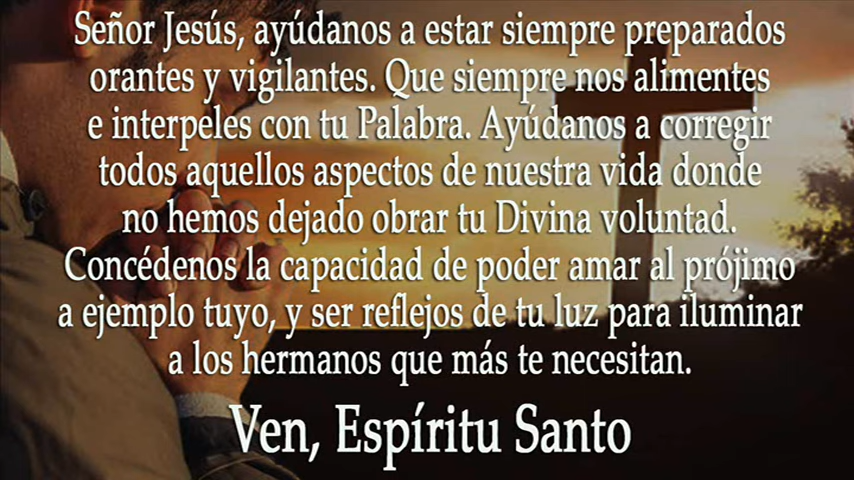 Señor Jesús, ayúdanos a estar siempre preparados
orantes y vigilantes. Que siempre nos alimentes
e interpeles con tu Palabra. Ayúdanos a corregir
todos aquellos aspectos de nuestra vida donde
no hemos dejado obrar tu Divina voluntad.
Concédenos la capacidad de poder amar al prójimo
a ejemplo tuyo, y ser reflejos de tu luz para iluminar
a los hermanos que más te necesitan.
Ven, Espíritu Santo